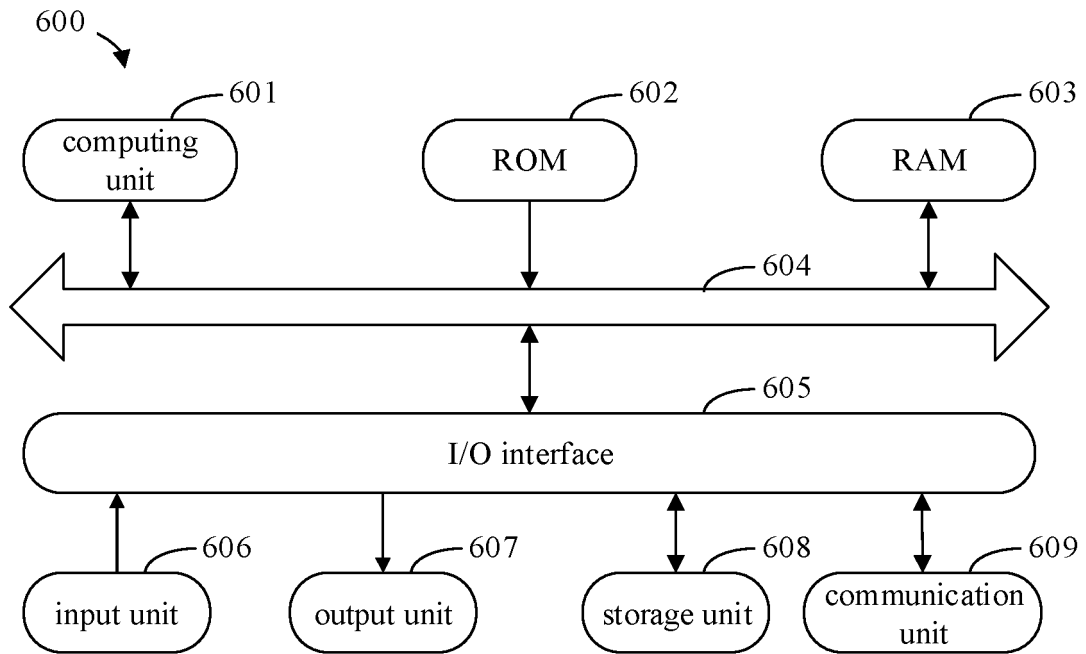 600
601
602
603
computing
unit
ROM
RAM
604
605
I/O interface
606
607
608
609
input unit
output unit
storage unit
communication
unit